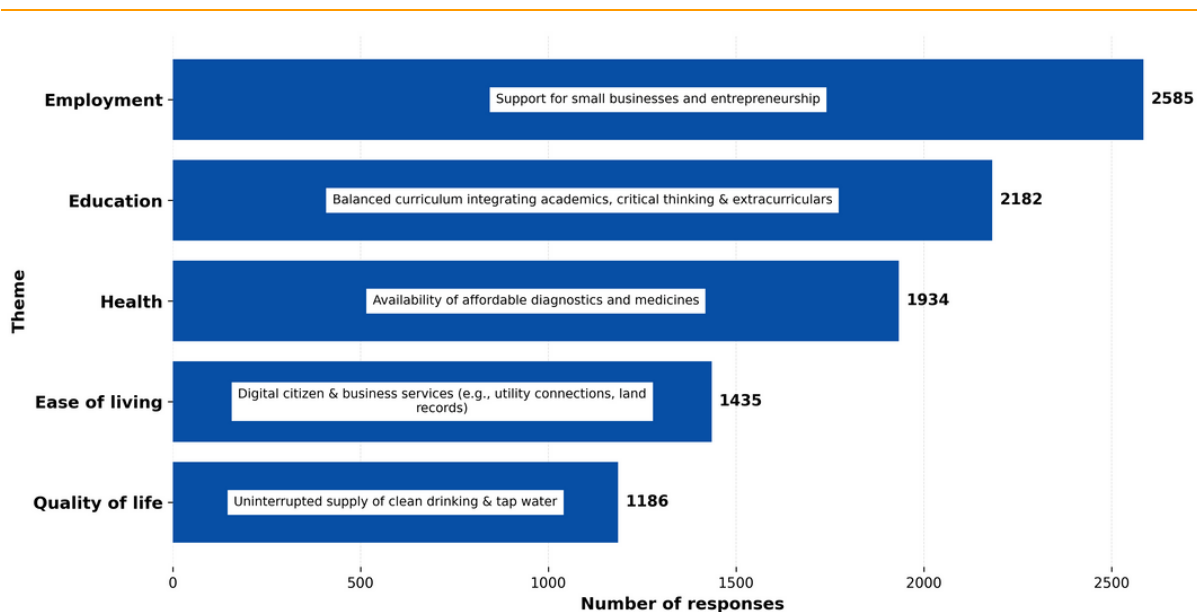 Employment
Support for small businesses and entrepreneurship
2585
Education
Balanced curriculum integrating academics, critical thinking & extracurriculars
2182
Theme
Health
Availability of affordable diagnostics and medicines
1934
Ease of living
Digital citizen & business services (e.g., utility connections, land
records)
1435
Quality of life
Uninterrupted supply of clean drinking & tap water
1186
0 500 1000 1500 2000 2500
Number of responses